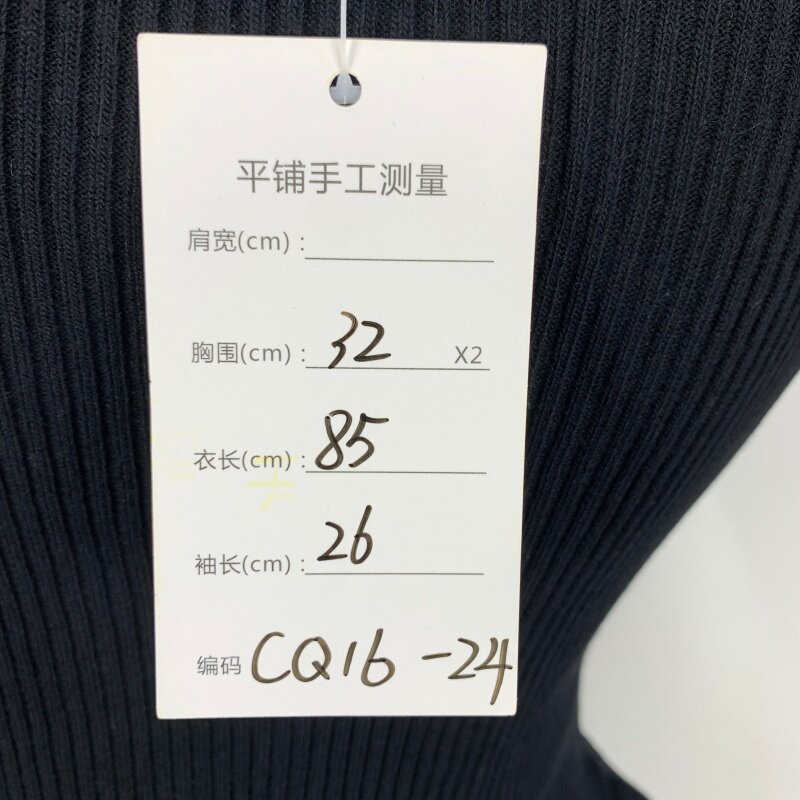 平铺手工测量
肩宽(cm) :
胸围(cm) : 32 X2
衣长(cm) : 85
袖长(cm) : 26
编码 CQ16-24